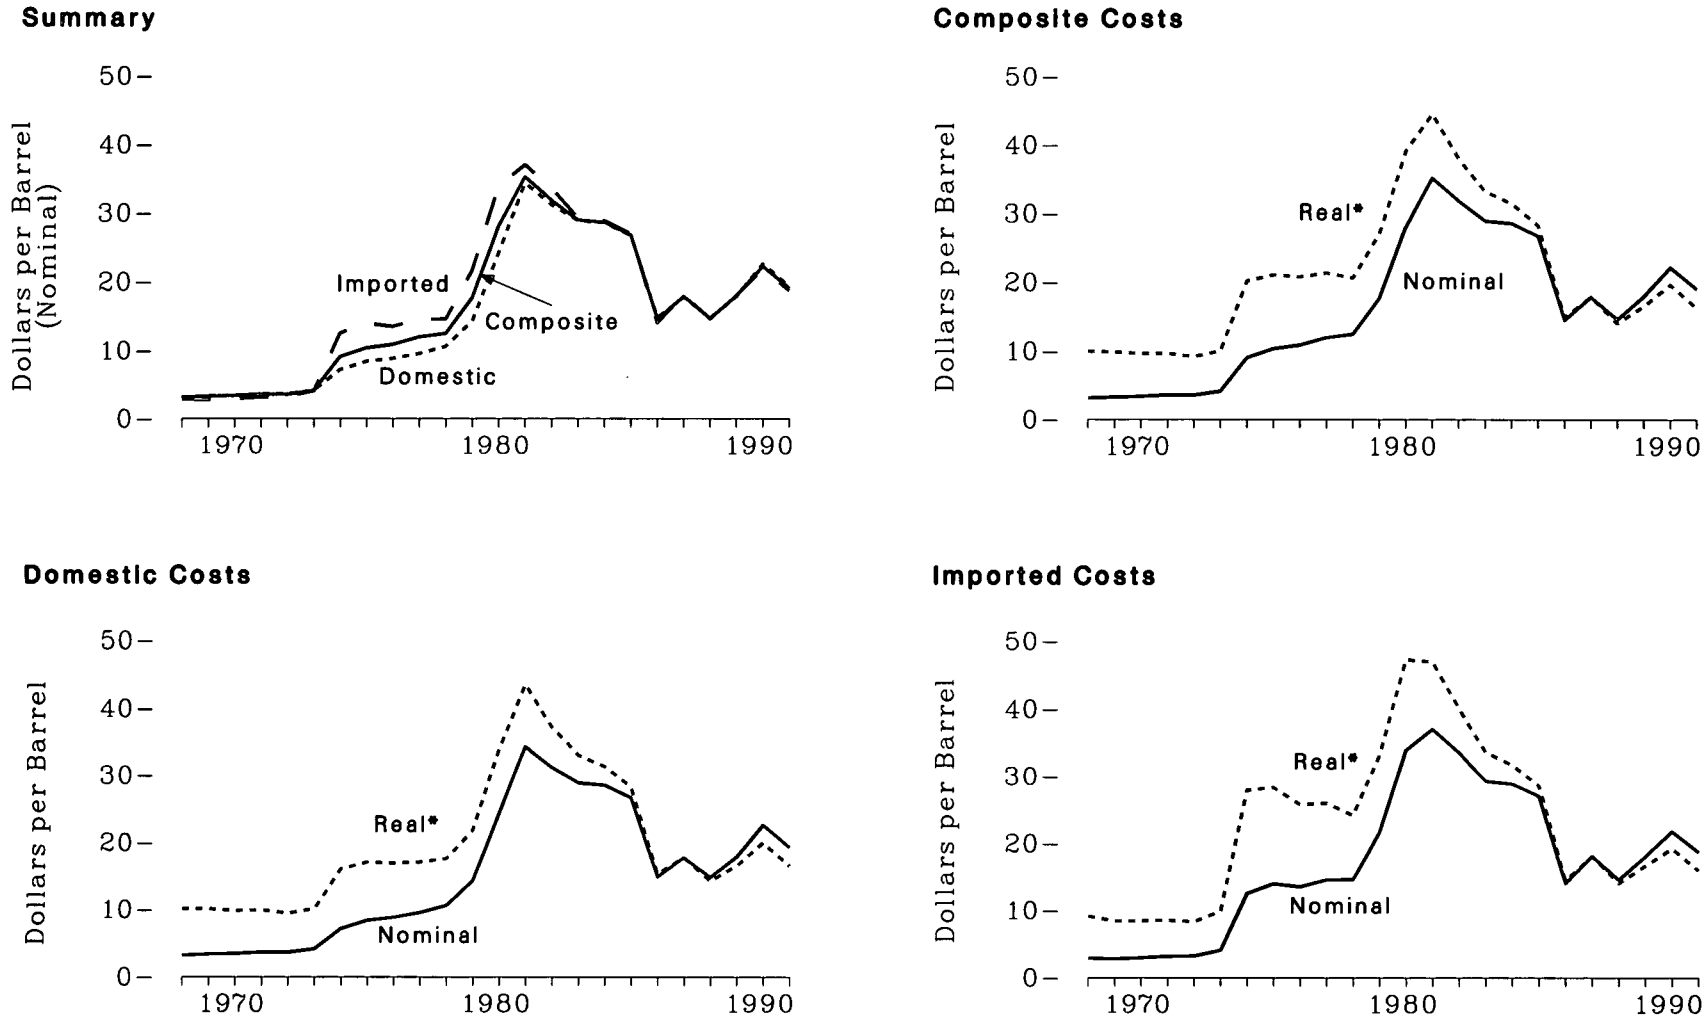 Summary
Dollars per Barrel
(Nominal)
50
40
30
20
10
0
Imported
Composite
Domestic
1970
1980
1990
Composite Costs
Dollars per Barrel
50
40
30
20
10
0
Real*
Nominal
1970
1980
1990
Domestic Costs
Dollars per Barrel
50
40
30
20
10
0
Real*
Nominal
1970
1980
1990
Imported Costs
Dollars per Barrel
50
40
30
20
10
0
Real*
Nominal
1970
1980
1990